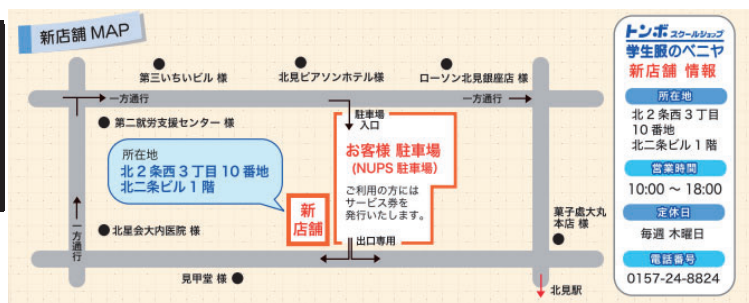 新店舗 MAP
第三いちいビル 様
北見ピアソンホテル様
ローソン北見銀座店 様
一方通行
一方通行
第二就労支援センター 様
駐車場
入口
お客様 駐車場
(NUPS 駐車場)
ご利用の方には
サービス券を
発行いたします。
所在地
北2条西3丁目10番地
北二条ビル1階
新
店舗
出口専用
一方通行
北星会大内医院 様
見甲堂 様
菓子處大丸
本店 様
北見駅
トンボ スクールショップ
学生服のベニヤ
新店舗 情報
所在地
北2条西3丁目
10番地
北二条ビル1階
営業時間
10:00 〜 18:00
定休日
毎週 木曜日
電話番号
0157-24-8824